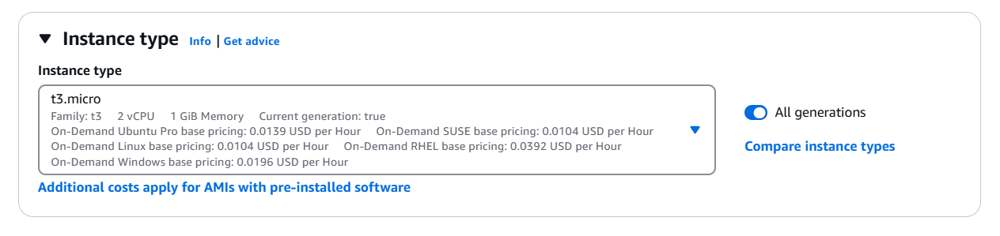 Instance type Info | Get advice
Instance type
t3.micro
Family: t3 2 vCPU 1 GiB Memory Current generation: true
On-Demand Ubuntu Pro base pricing: 0.0139 USD per Hour On-Demand SUSE base pricing: 0.0104 USD per Hour
On-Demand Linux base pricing: 0.0104 USD per Hour On-Demand RHEL base pricing: 0.0392 USD per Hour
On-Demand Windows base pricing: 0.0196 USD per Hour
All generations
Compare instance types
Additional costs apply for AMIs with pre-installed software